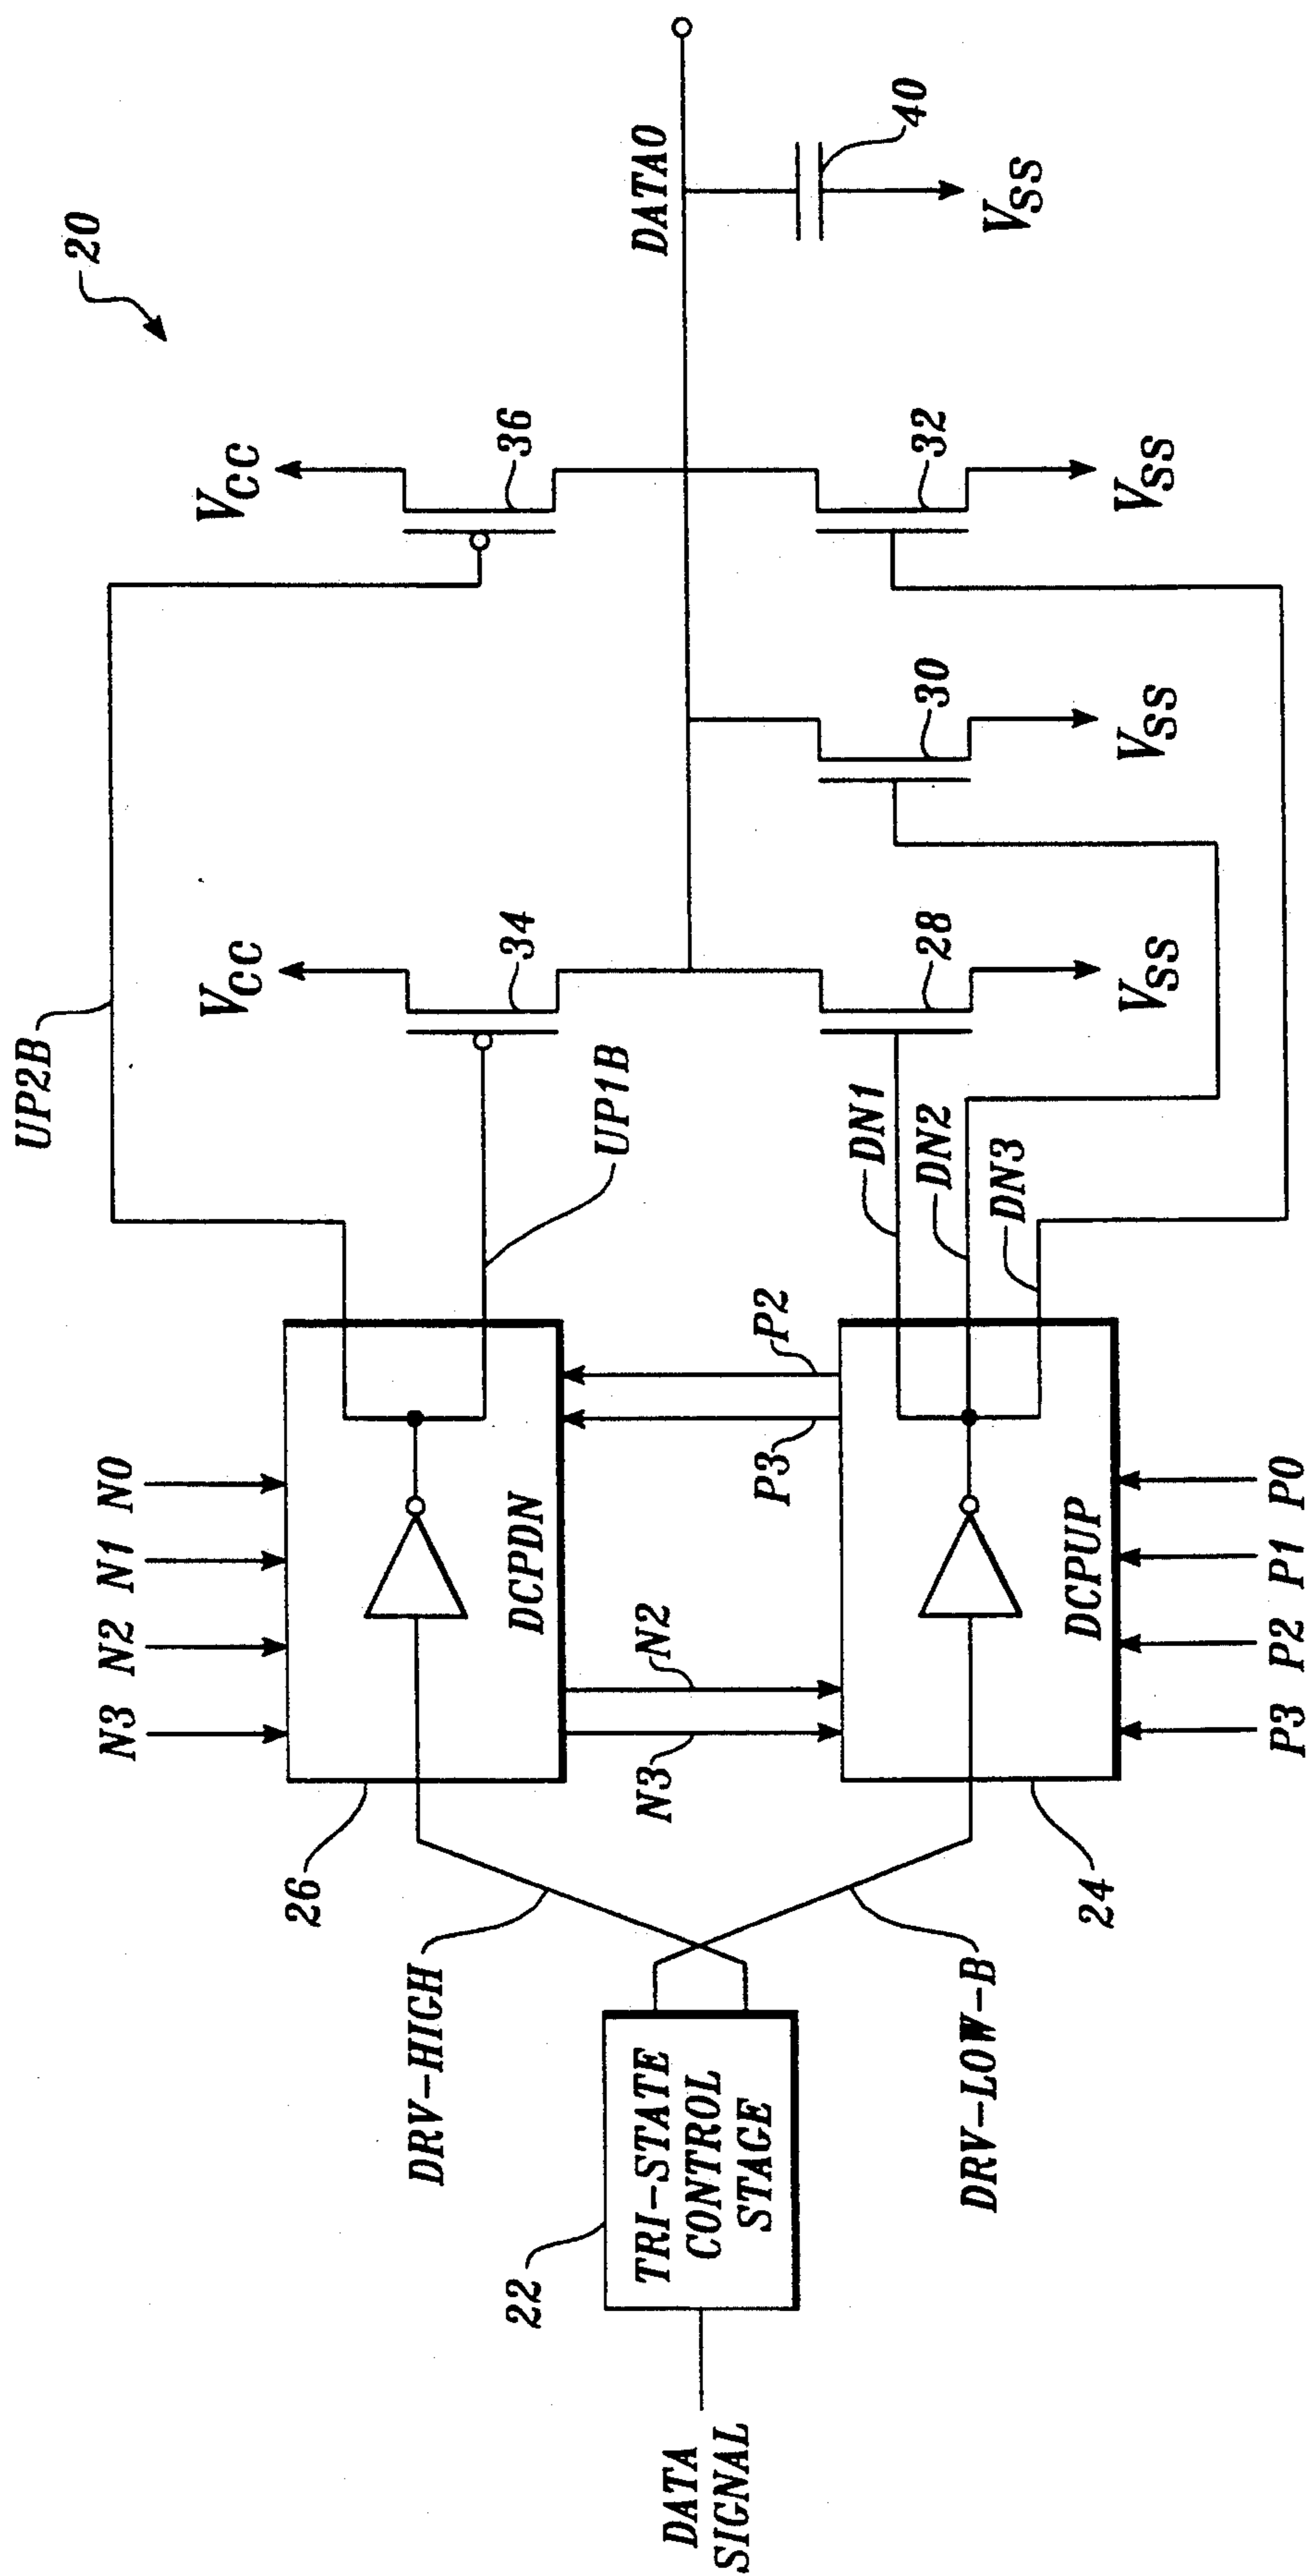 20
UP2B
VCC
36
VCC
34
UP1B
N3 N2 N1 N0
26
DCPDN
DRV-HIGH
N3
N2
P3
P2
DATA0
40
VSS
22
TRI-STATE
CONTROL
STAGE
DATA
SIGNAL
DRV-LOW-B
24
DCPUP
P3 P2 P1 P0
DN1
DN2
DN3
28
VSS
30
VSS
32
VSS